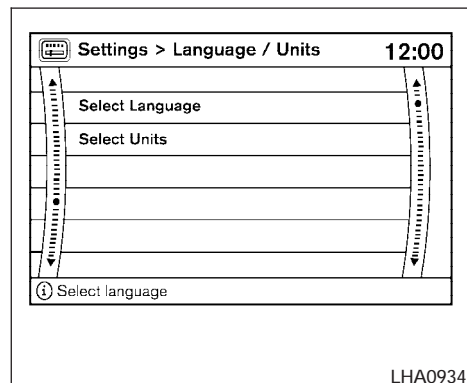 Settings > Language / Units 12:00
Select Language
Select Units
i Select language
LHA0934